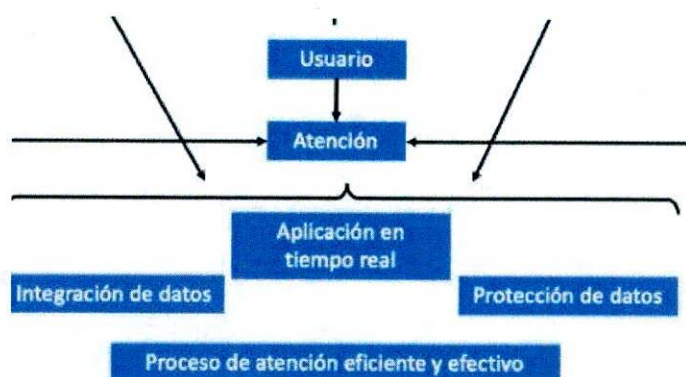 Usuario
Atención
Aplicación en
tiempo real
Integración de datos
Protección de datos
Proceso de atención eficiente y efectivo